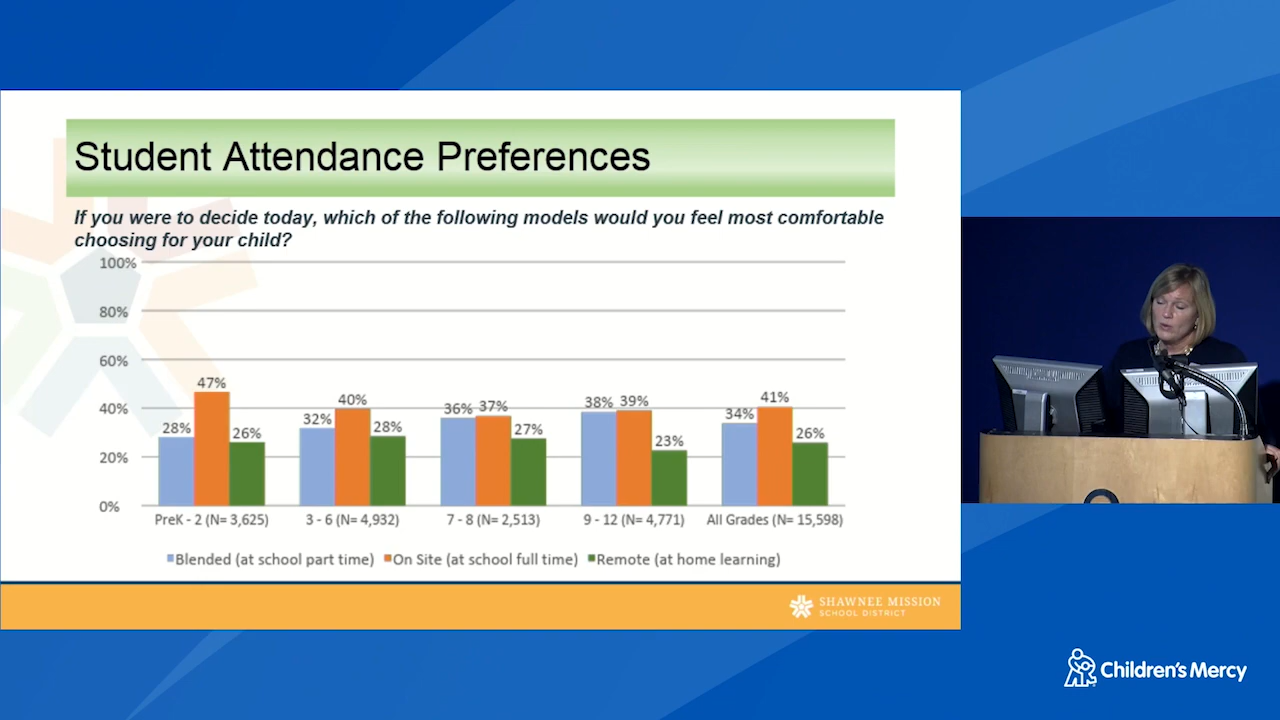 Student Attendance Preferences
If you were to decide today, which of the following models would you feel most comfortable
choosing for your child?
100%
80%
60%
40%
20%
0%
28% 47% 26%
32% 40% 28%
36% 37% 27%
38% 39% 23%
34% 41% 26%
PreK - 2 (N= 3,625) 3 - 6 (N= 4,932) 7 - 8 (N= 2,513) 9 - 12 (N= 4,771) All Grades (N= 15,598)
Blended (at school part time) On Site (at school full time) Remote (at home learning)
SHAWNEE MISSION
SCHOOL DISTRICT
Children's Mercy